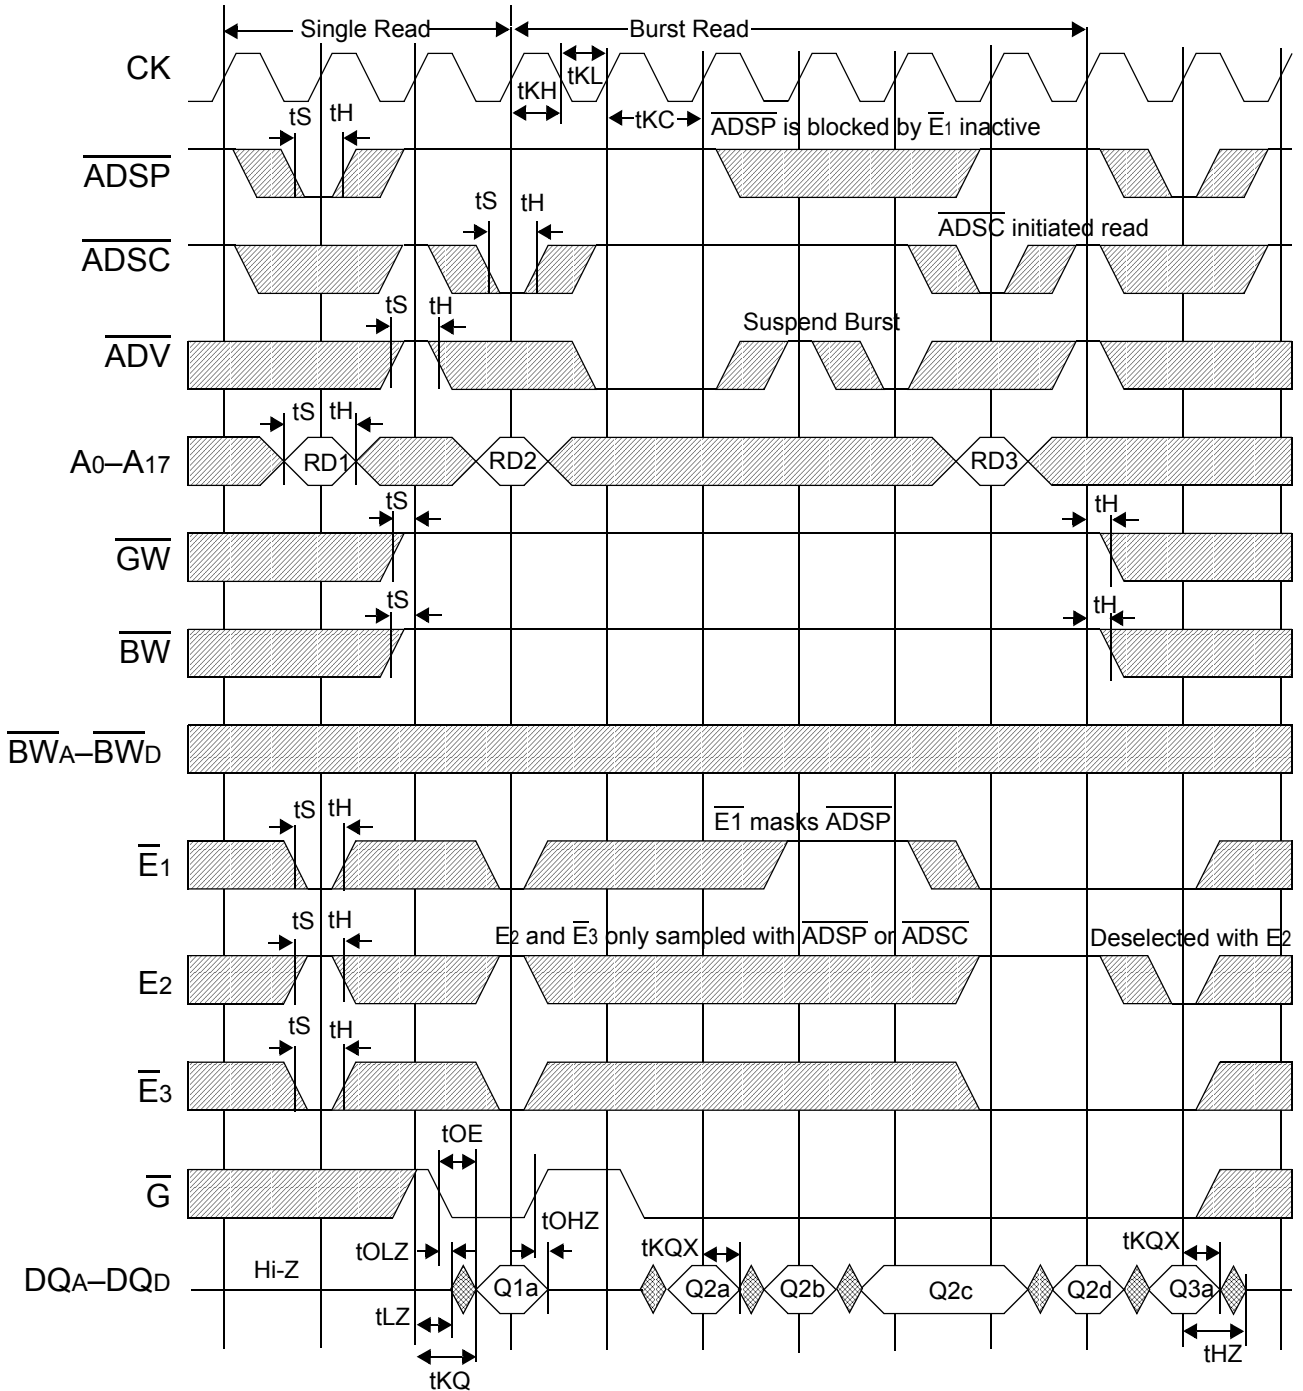 Single Read Burst Read
CK
tKL
tKH
tS tH
tKC
ADSP is blocked by E1 inactive
ADSP
tS tH
ADSC initiated read
ADSC
tS tH
Suspend Burst
ADV
tS tH
A0–A17 RD1 RD2 RD3
tS tH
GW
tS tH
BW
BWA–BWD
tS tH
E1 masks ADSP
E1
tS tH
E2 and E3 only sampled with ADSP or ADSC
Deselected with E2
E2
tS tH
E3
tOE
G
tOHZ
tOLZ
tKQX tKQX
Hi-Z
DQA–DQD Q1a Q2a Q2b Q2c Q2d Q3a
tLZ
tHZ
tKQ